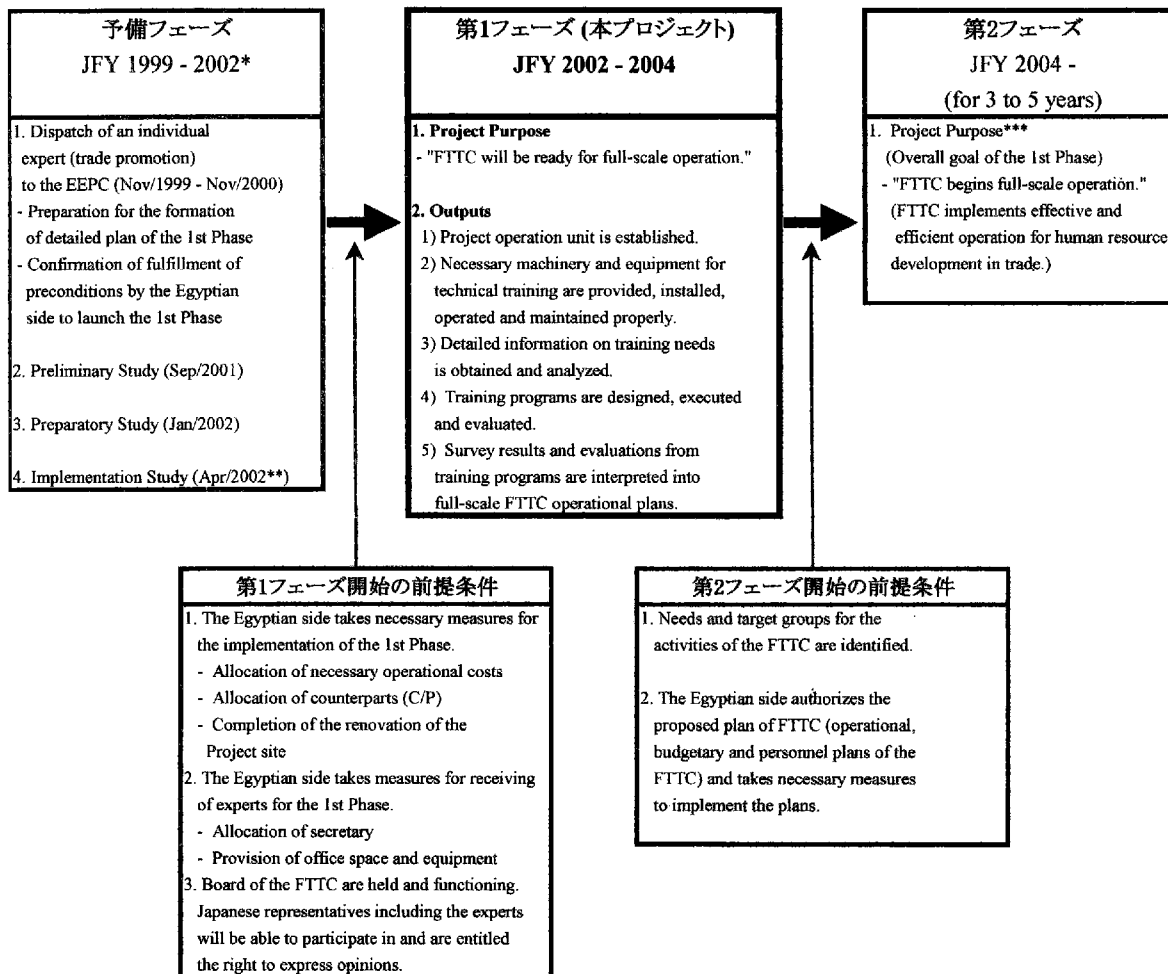 予備フェーズ
JFY 1999 - 2002*
1. Dispatch of an individual
expert (trade promotion)
to the EEPC (Nov/1999 - Nov/2000)
- Preparation for the formation
of detailed plan of the 1st Phase
- Confirmation of fulfillment of
preconditions by the Egyptian
side to launch the 1st Phase
2. Preliminary Study (Sep/2001)
3. Preparatory Study (Jan/2002)
4. Implementation Study (Apr/2002**)
第1フェーズ (本プロジェクト)
JFY 2002 - 2004
1. Project Purpose
- "FTTC will be ready for full-scale operation."
2. Outputs
1) Project operation unit is established.
2) Necessary machinery and equipment for
technical training are provided, installed,
operated and maintained properly.
3) Detailed information on training needs
is obtained and analyzed.
4) Training programs are designed, executed
and evaluated.
5) Survey results and evaluations from
training programs are interpreted into
full-scale FTTC operational plans.
第2フェーズ
JFY 2004 -
(for 3 to 5 years)
1. Project Purpose***
(Overall goal of the 1st Phase)
- "FTTC begins full-scale operation."
(FTTC implements effective and
efficient operation for human resource
development in trade.)
第1フェーズ開始の前提条件
1. The Egyptian side takes necessary measures for
the implementation of the 1st Phase.
- Allocation of necessary operational costs
- Allocation of counterparts (C/P)
- Completion of the renovation of the
Project site
2. The Egyptian side takes measures for receiving
of experts for the 1st Phase.
- Allocation of secretary
- Provision of office space and equipment
3. Board of the FTTC are held and functioning.
Japanese representatives including the experts
will be able to participate in and are entitled
the right to express opinions.
第2フェーズ開始の前提条件
1. Needs and target groups for the
activities of the FTTC are identified.
2. The Egyptian side authorizes the
proposed plan of FTTC (operational,
budgetary and personnel plans of the
FTTC) and takes necessary measures
to implement the plans.